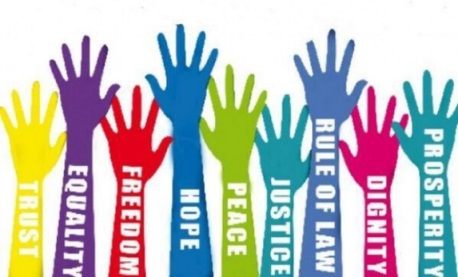 TRUST
EQUALITY
FREEDOM
HOPE
PEACE
JUSTICE
RULE OF LAW
DIGNITY
PROSPERITY